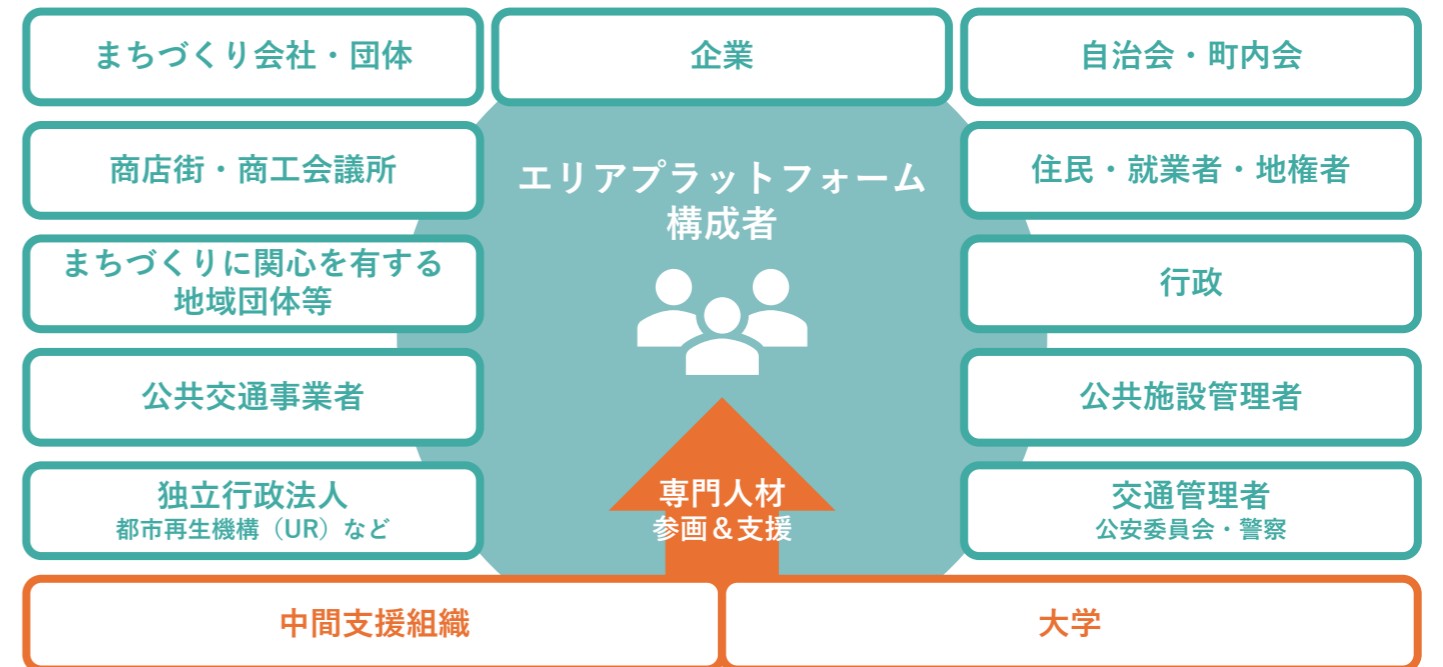 まちづくり会社・団体
企業
自治会・町内会
商店街・商工会議所
エリアプラットフォーム
構成者
住民・就業者・地権者
まちづくりに関心を有する
地域団体等
行政
公共交通事業者
公共施設管理者
独立行政法人
都市再生機構（UR）など
専門人材
参画＆支援
交通管理者
公安委員会・警察
中間支援組織
大学